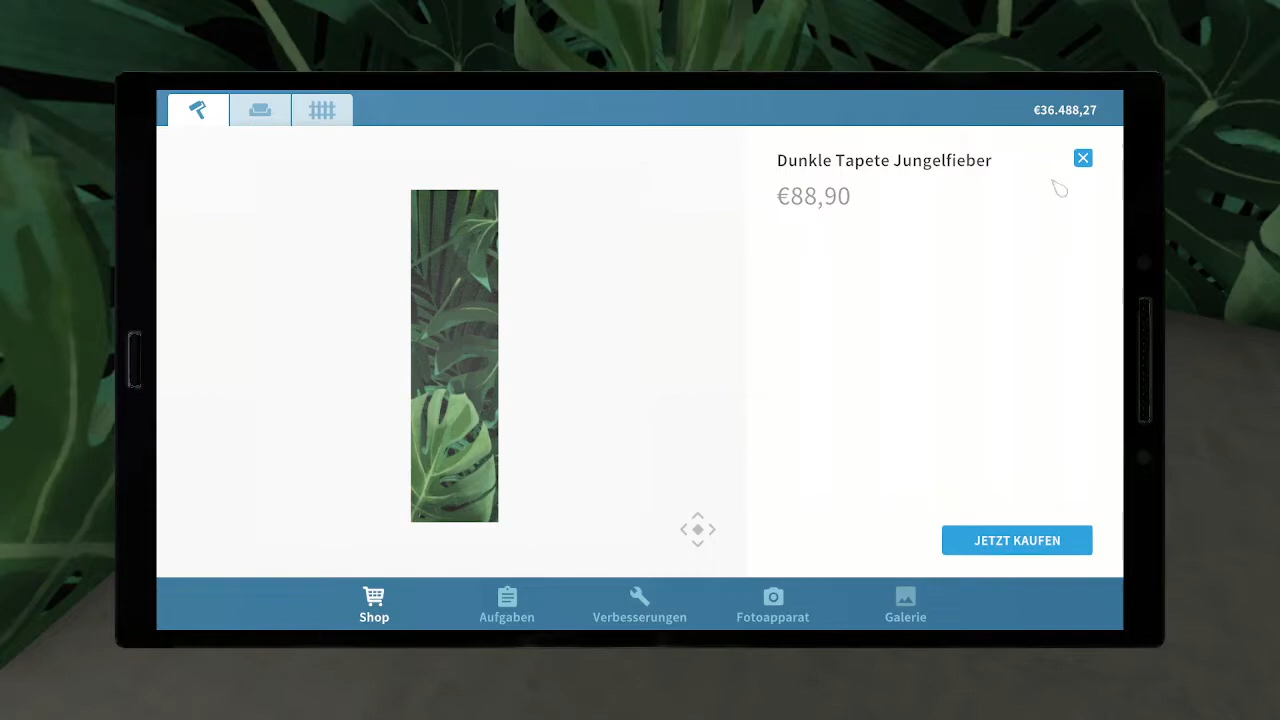 €36.488,27
Dunkle Tapete Jungelfieber
€88,90
JETZT KAUFEN
Shop
Aufgaben
Verbesserungen
Fotoapparat
Galerie